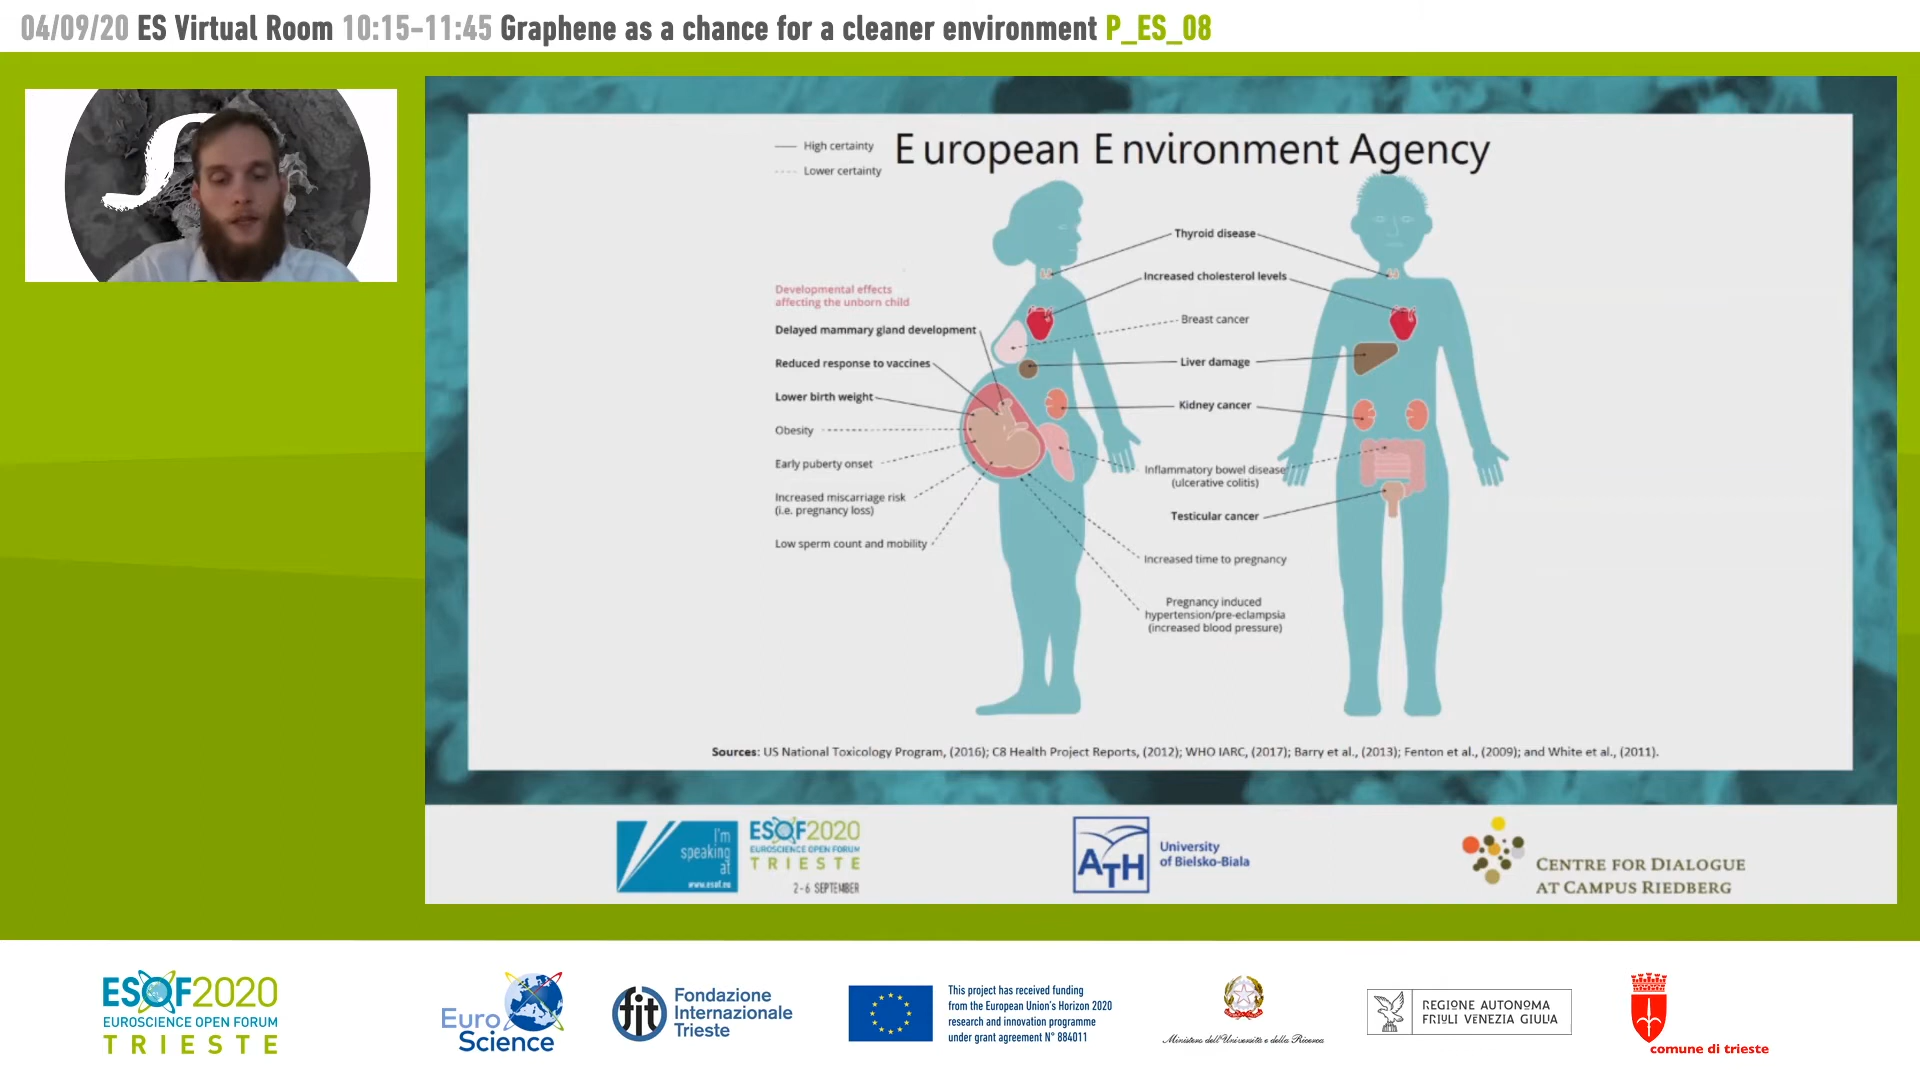 04/09/20 ES Virtual Room 10:15-11:45 Graphene as a chance for a cleaner environment P_ES_08
High certainty
Lower certainty
European Environment Agency
Thyroid disease
Increased cholesterol levels
Breast cancer
Liver damage
Kidney cancer
Inflammatory bowel disease
(ulcerative colitis)
Testicular cancer
Increased time to pregnancy
Pregnancy induced
hypertension/pre-eclampsia
(increased blood pressure)
Developmental effects
affecting the unborn child
Delayed mammary gland development
Reduced response to vaccines
Lower birth weight
Obesity
Early puberty onset
Increased miscarriage risk
(i.e. pregnancy loss)
Low sperm count and mobility
Sources: US National Toxicology Program, (2016); C8 Health Project Reports, (2012); WHO IARC, (2017); Barry et al., (2013); Fenton et al., (2009); and White et al., (2011).
I'm
speaking
at
www.esof.eu
ESOF2020
EUROSCIENCE OPEN FORUM
TRIESTE
2-6 SEPTEMBER
ATH
University
of Bielsko-Biala
CENTRE FOR DIALOGUE
AT CAMPUS RIEDBERG
ESOF2020
EUROSCIENCE OPEN FORUM
TRIESTE
Euro
Science
fit
Fondazione
Internazionale
Trieste
This project has received funding
from the European Union's Horizon 2020
research and innovation programme
under grant agreement N° 884011
Ministero dell'Università e della Ricerca
REGIONE AUTONOMA
FRIULI VENEZIA GIULIA
comune di trieste